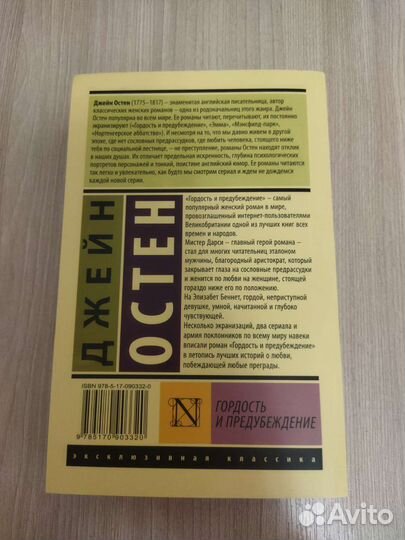 Джейн Остен (1775–1817) – знаменитая английская писательница, автор
классических женская романов – одна из родоначальниц этого жанра. Джейн
Остен популярна во всем мире. Ее романы читают, перечитывают, их постоянно
экранизируют («Гордость и предубеждение», «Эмма», «Мэнсфилд-парк»,
«Нортенгерское аббатство»). И несмотря на то, что мы давно живем в другой
эпохе, где нет сословных предрассудков, где любить человека, стоящего ниже
тебя по социальной лестнице, – не преступление, романы Остен находят отклик
в наших душах. Их отличает предельная искренность, глубина психологических
портретов персонажей и тонкий, поистине английский юмор. Ее романы читаются
так легко и увлекательно, как будто мы смотрим сериал и ждем не дождемся
каждой новой серии.
ДЖЕЙН
ОСТЕН
«Гордость и предубеждение» – самый
популярный женский роман в мире,
провозглашенный интернет-пользователями
Великобритании одной из лучших книг всех
времен и народов.
Мистер Дарси – главный герой романа –
стал для многих читательниц эталоном
мужчины, благородный аристократ, который
закрывает глаза на сословные предрассудки
и женится по любви на женщине, стоящей
гораздо ниже его по положению.
На Элизабет Беннет, гордой, неприступной
девушке, умной, начитанной и глубоко
чувствующей.
Несколько экранизаций, два сериала и
армия поклонников по всему миру навеки
вписали роман «Гордость и предубеждение»
в летопись лучших историй о любви,
побеждающей любые преграды.
ISBN 978-5-17-090332-0
9 785170 903320
N
ГОРДОСТЬ
И ПРЕДУБЕЖДЕНИЕ
эксклюзивная классика
Avito